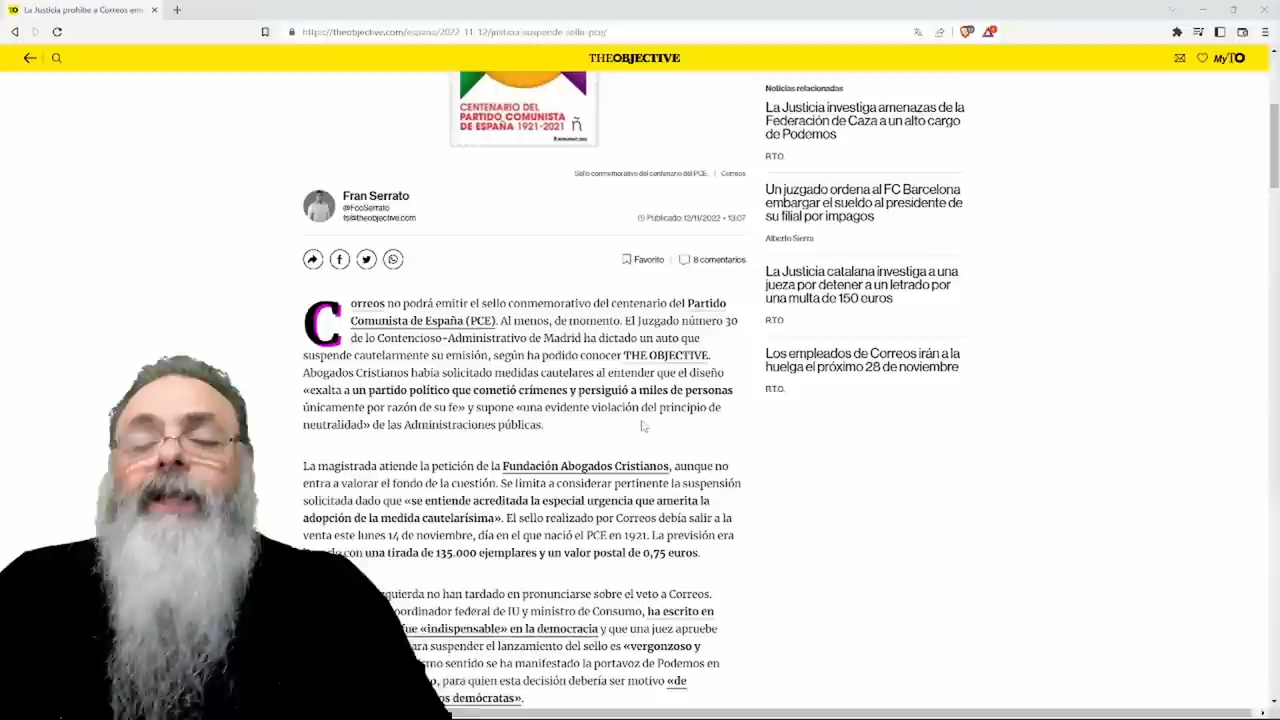 La Justicia prohíbe a Correos emi
https://theobjective.com/espana/2022-11-12/justicia-suspende-sello-pce/
THEOBJECTIVE
MyTO
CENTENARIO DEL
PARTIDO COMUNISTA
DE ESPAÑA 1921-2021
Sello conmemorativo del centenario del PCE. | Correos
Fran Serrato
@FcoSerrato
fs@theobjective.com
Publicado: 12/11/2022 • 13:07
Favorito
8 comentarios
Correos no podrá emitir el sello conmemorativo del centenario del Partido
Comunista de España (PCE). Al menos, de momento. El Juzgado número 30
de lo Contencioso-Administrativo de Madrid ha dictado un auto que
suspende cautelarmente su emisión, según ha podido conocer THE OBJECTIVE.
Abogados Cristianos había solicitado medidas cautelares al entender que el diseño
«exalta a un partido político que cometió crímenes y persiguió a miles de personas
únicamente por razón de su fe» y supone «una evidente violación del principio de
neutralidad» de las Administraciones públicas.
La magistrada atiende la petición de la Fundación Abogados Cristianos, aunque no
entra a valorar el fondo de la cuestión. Se limita a considerar pertinente la suspensión
solicitada dado que «se entiende acreditada la especial urgencia que amerita la
adopción de la medida cautelarísima». El sello realizado por Correos debía salir a la
venta este lunes 14 de noviembre, día en el que nació el PCE en 1921. La previsión era
con una tirada de 135.000 ejemplares y un valor postal de 0,75 euros.
quierda no han tardado en pronunciarse sobre el veto a Correos.
oordinador federal de IU y ministro de Consumo, ha escrito en
fue «indispensable» en la democracia y que una juez apruebe
ara suspender el lanzamiento del sello es «vergonzoso y
smo sentido se ha manifestado la portavoz de Podemos en
o, para quien esta decisión debería ser motivo «de
os demócratas».
Noticias relacionadas
La Justicia investiga amenazas de la
Federación de Caza a un alto cargo
de Podemos
R.T.O.
Un juzgado ordena al FC Barcelona
embargar el sueldo al presidente de
su filial por impagos
Alberto Sierra
La Justicia catalana investiga a una
jueza por detener a un letrado por
una multa de 150 euros
R.T.O.
Los empleados de Correos irán a la
huelga el próximo 28 de noviembre
R.T.O.